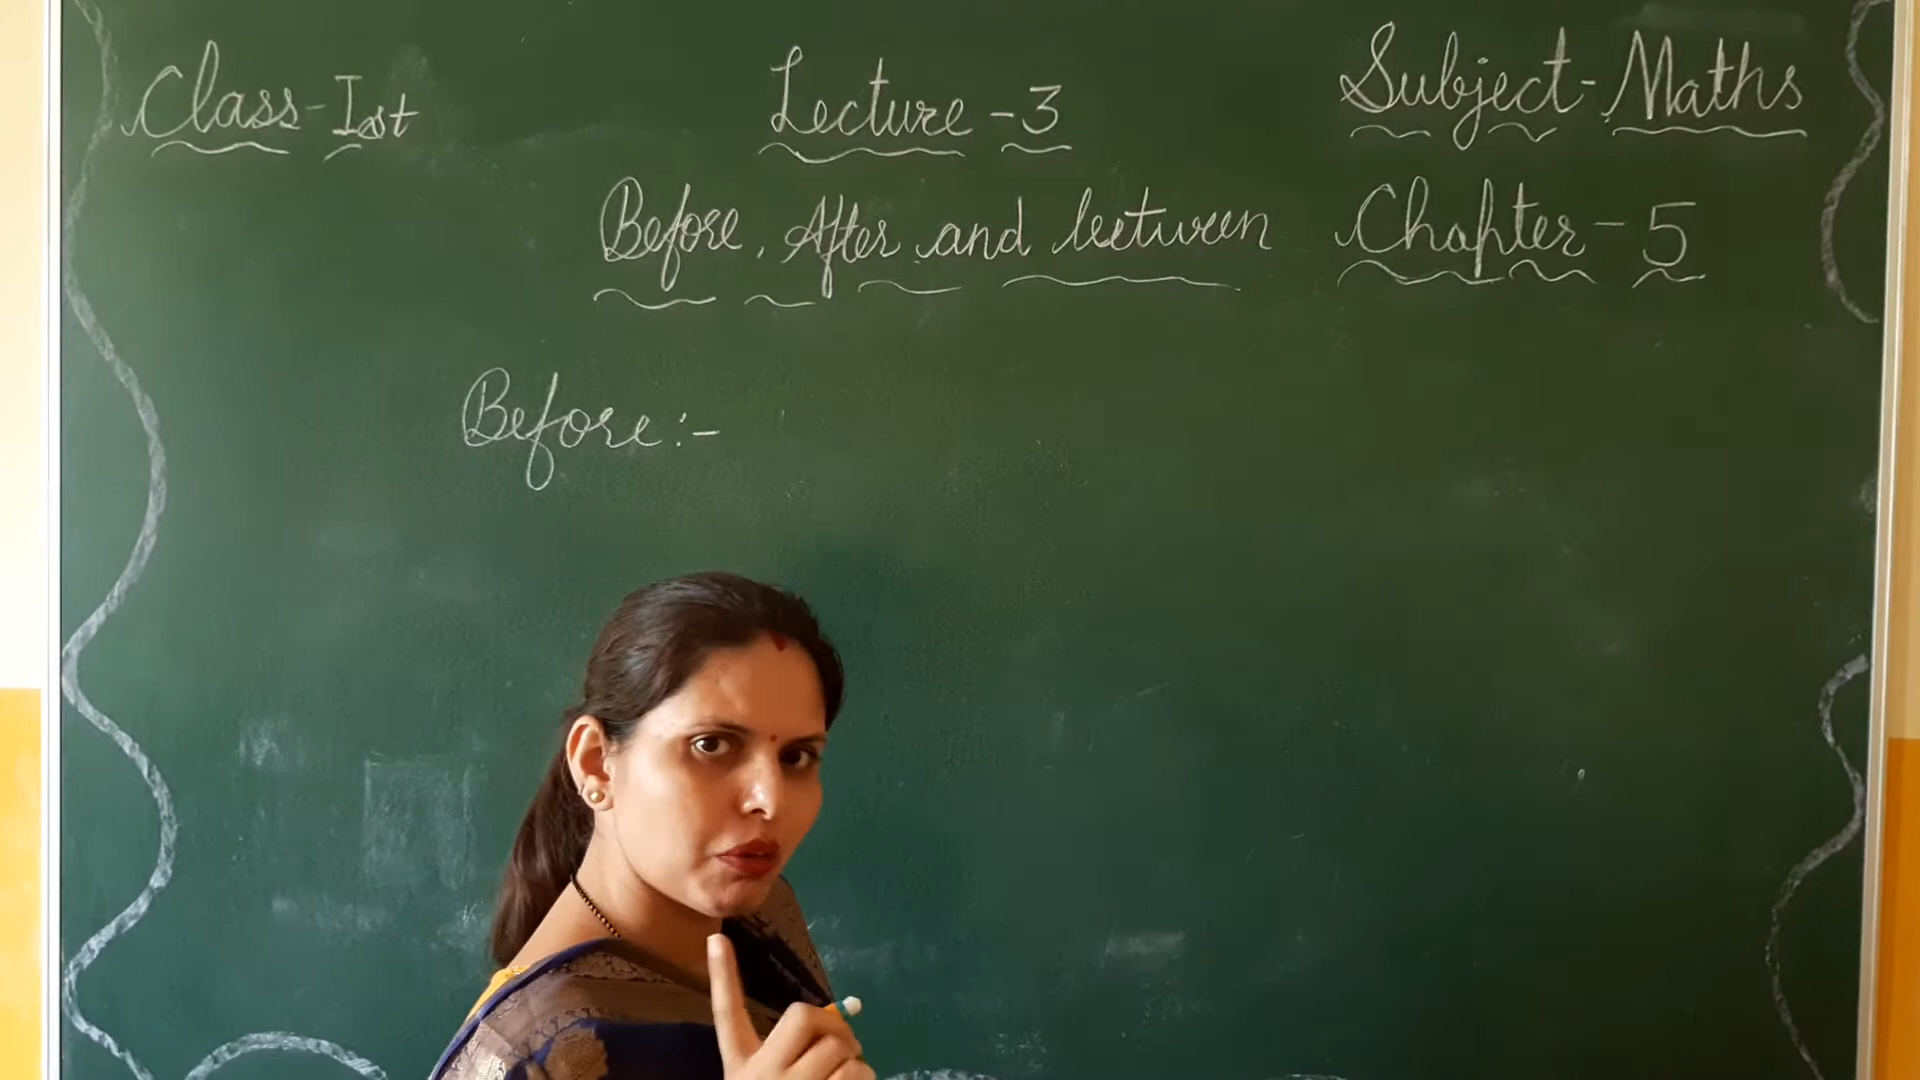 Class-Ist
Lecture-3
Subject-Maths
Before, After and between
Chapter-5
Before:-